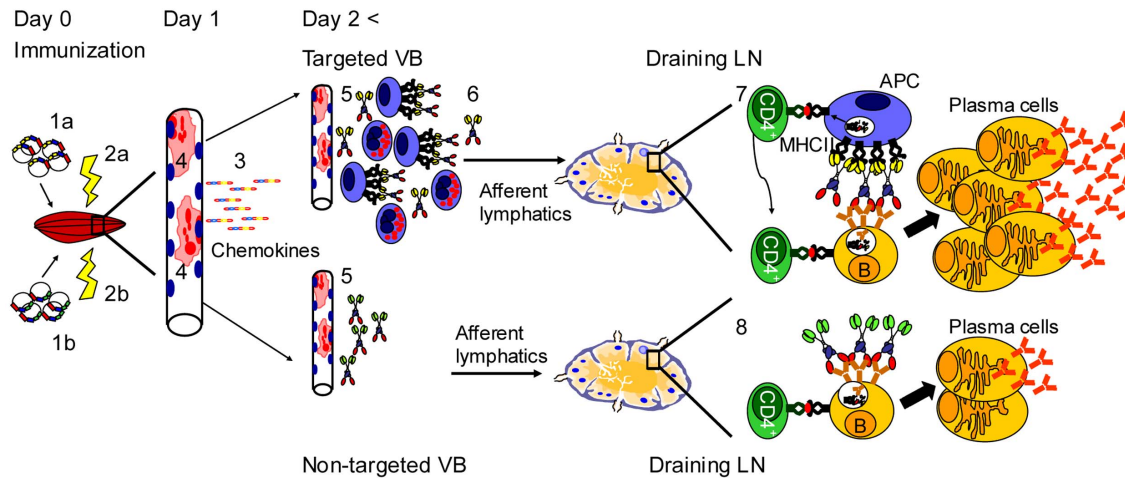 Day 0
Immunization
Day 1
Day 2 <
Targeted VB
Draining LN
1a
2a
2b
1b
4
4
3
Chemokines
5
6
Afferent
lymphatics
7
CD4+
APC
MHCII
CD4+
B
Plasma cells
5
Afferent
lymphatics
8
CD4+
B
Plasma cells
Non-targeted VB
Draining LN